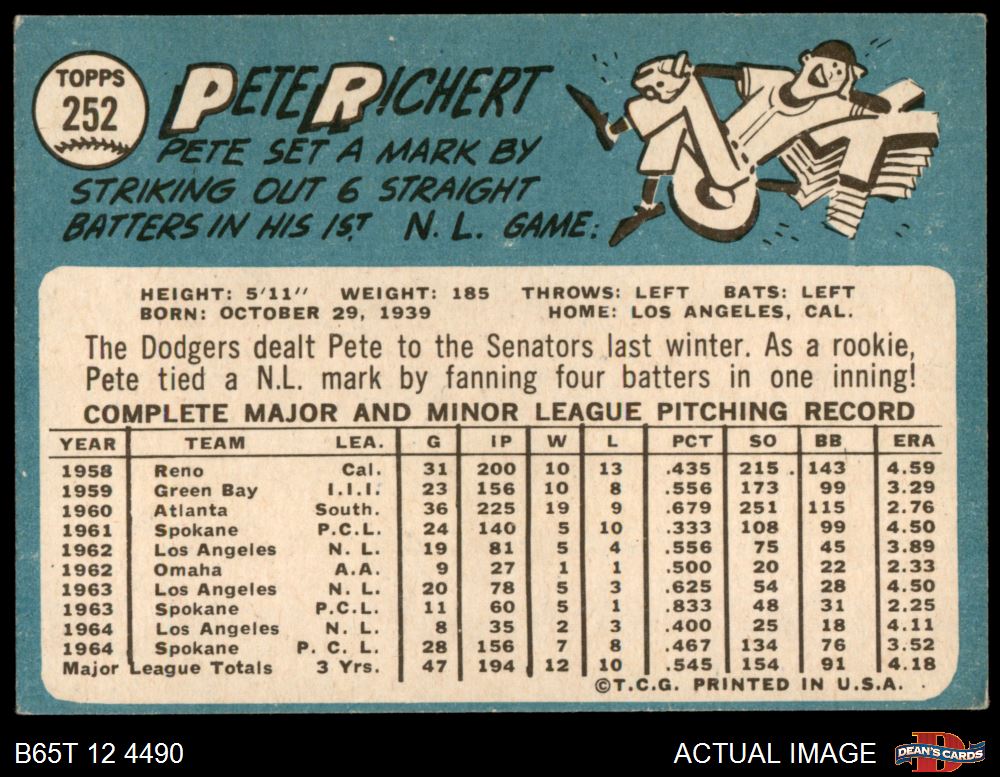 TOPPS
252
PETE RICHERT
PETE SET A MARK BY
STRIKING OUT 6 STRAIGHT
BATTERS IN HIS 1ST N. L. GAME.
HEIGHT: 5'11" WEIGHT: 185 THROWS: LEFT BATS: LEFT
BORN: OCTOBER 29, 1939 HOME: LOS ANGELES, CAL.
The Dodgers dealt Pete to the Senators last winter. As a rookie,
Pete tied a N.L. mark by fanning four batters in one inning!
COMPLETE MAJOR AND MINOR LEAGUE PITCHING RECORD
YEAR TEAM LEA. G IP W L PCT SO BB ERA
1958 Reno Cal. 31 200 10 13 .435 215 143 4.59
1959 Green Bay I.I.I. 23 156 10 8 .556 173 99 3.29
1960 Atlanta South. 36 225 19 9 .679 251 115 2.76
1961 Spokane P.C.L. 24 140 5 10 .333 108 99 4.50
1962 Los Angeles N. L. 19 81 5 4 .556 75 45 3.89
1962 Omaha A.A. 9 27 1 1 .500 20 22 2.33
1963 Los Angeles N. L. 20 78 5 3 .625 54 28 4.50
1963 Spokane P.C.L. 11 60 5 1 .833 48 31 2.25
1964 Los Angeles N. L. 8 35 2 3 .400 25 18 4.11
1964 Spokane P. C. L. 28 156 7 8 .467 134 76 3.52
Major League Totals 3 Yrs. 47 194 12 10 .545 154 91 4.18
©T.C.G. PRINTED IN U.S.A.
B65T 12 4490 ACTUAL IMAGE DEAN'S CARDS